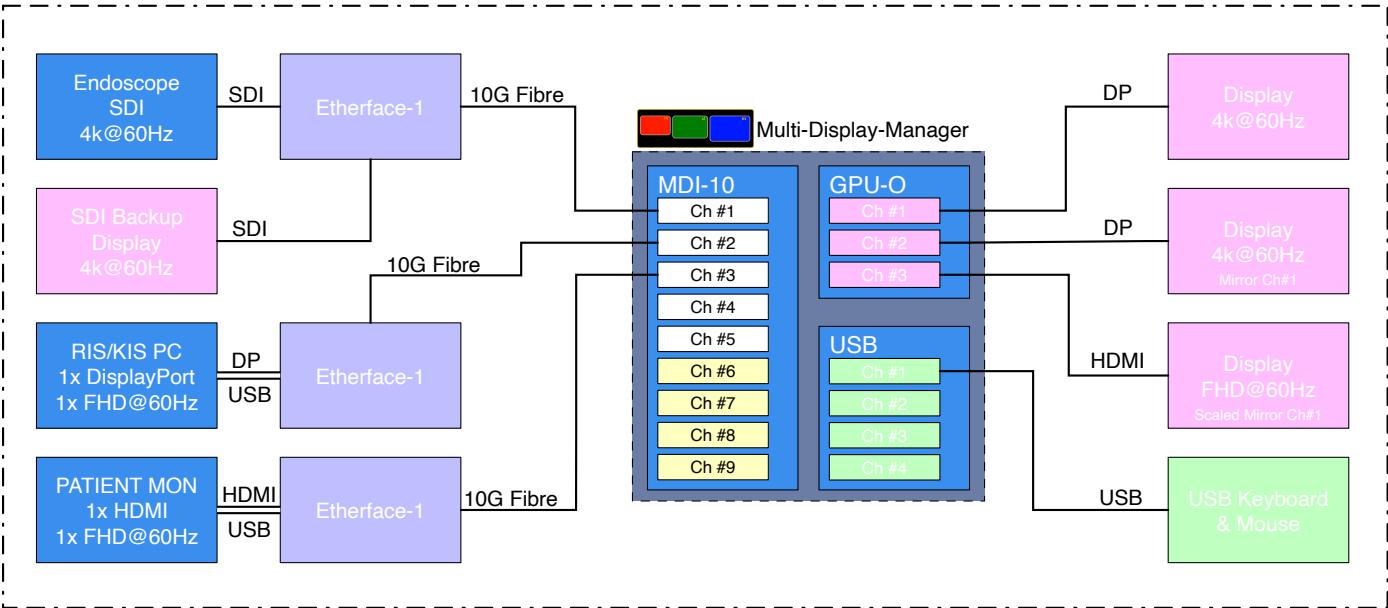 Endoscope
SDI
4k@60Hz
SDI
Etherface-1
10G Fibre
SDI Backup
Display
4k@60Hz
SDI
10G Fibre
RIS/KIS PC
1x DisplayPort
1x FHD@60Hz
DP
USB
Etherface-1
PATIENT MON
1x HDMI
1x FHD@60Hz
HDMI
USB
Etherface-1
10G Fibre
Multi-Display-Manager
MDI-10
Ch #1
Ch #2
Ch #3
Ch #4
Ch #5
Ch #6
Ch #7
Ch #8
Ch #9
GPU-O
Ch #1
Ch #2
Ch #3
USB
Ch #1
Ch #2
Ch #3
Ch #4
DP
Display
4k@60Hz
DP
Display
4k@60Hz
Mirror Ch#1
HDMI
Display
FHD@60Hz
Scaled Mirror Ch#1
USB
USB Keyboard
& Mouse